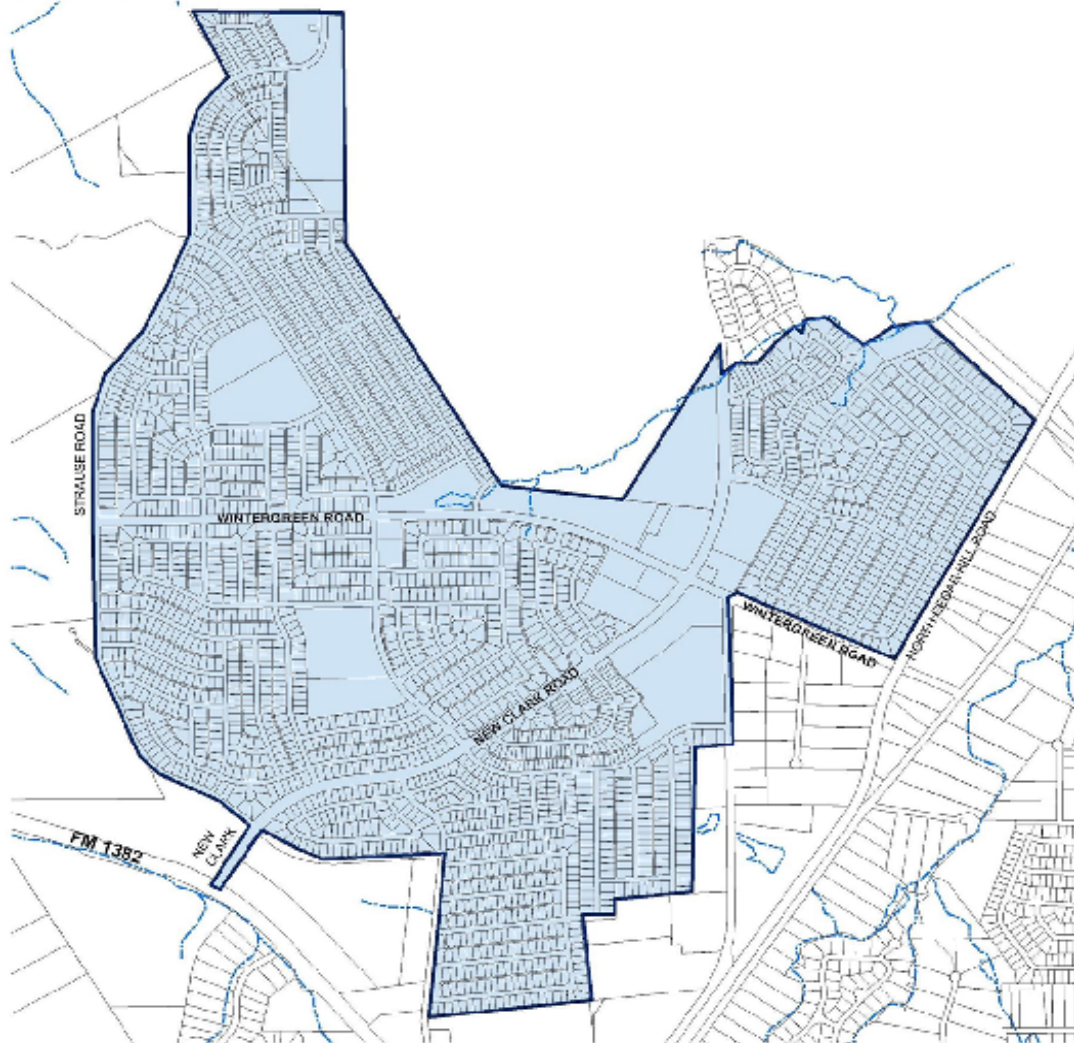 STRAUSE ROAD
WINTERGREEN ROAD
NORTH CEDAR HILL ROAD
WINTERGREEN ROAD
NEW CLARK ROAD
NEW
CLARK
FM 1382